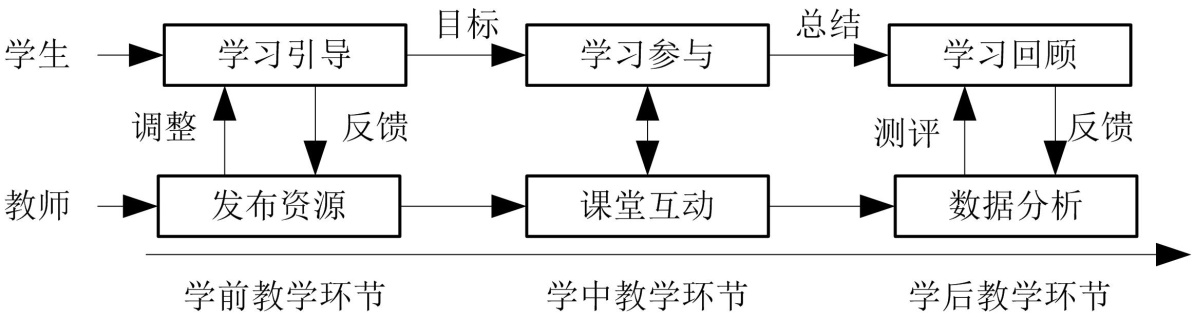 目标
总结
学生
学习引导
学习参与
学习回顾
调整
反馈
测评
反馈
教师
发布资源
课堂互动
数据分析
学前教学环节
学中教学环节
学后教学环节